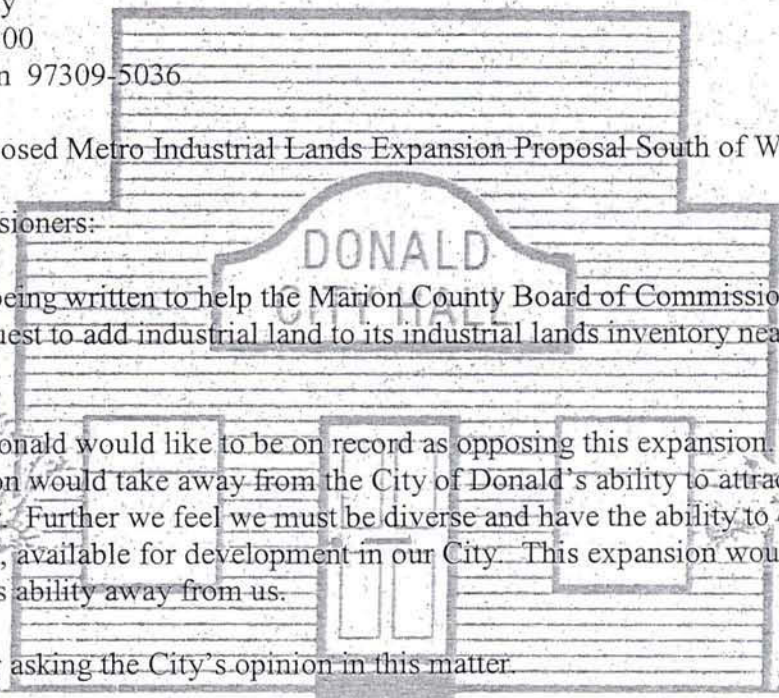 y
00
n 97309-5036
osed Metro Industrial Lands Expansion Proposal South of W
sioners:
DONALD
CITY HALL
being written to help the Marion County Board of Commissio
uest to add industrial land to its industrial lands inventory nea
onald would like to be on record as opposing this expansion.
on would take away from the City of Donald's ability to attrac
. Further we feel we must be diverse and have the ability to
, available for development in our City. This expansion wou
s ability away from us.
r asking the City's opinion in this matter.